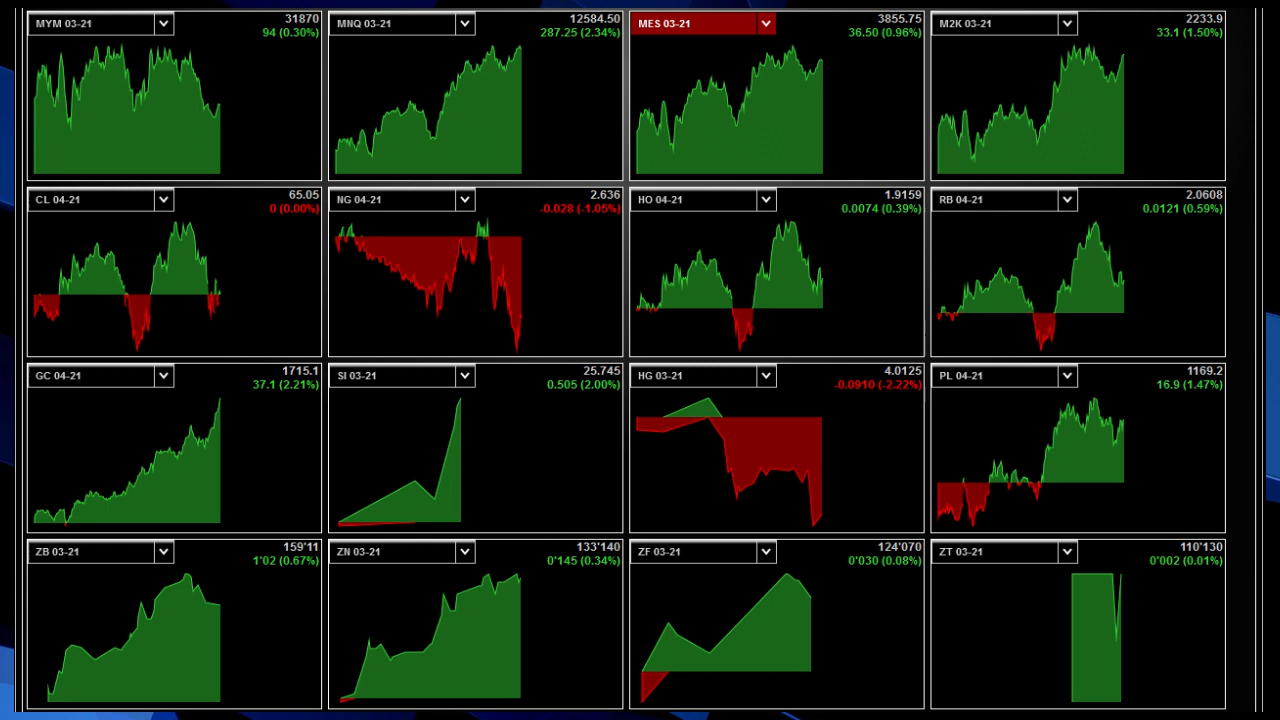 MYM 03-21
31870
94 (0.30%)
MNQ 03-21
12584.50
287.25 (2.34%)
MES 03-21
3855.75
36.50 (0.96%)
M2K 03-21
2233.9
33.1 (1.50%)
CL 04-21
65.05
0 (0.00%)
NG 04-21
2.636
-0.028 (-1.05%)
HO 04-21
1.9159
0.0074 (0.39%)
RB 04-21
2.0608
0.0121 (0.59%)
GC 04-21
1715.1
37.1 (2.21%)
SI 03-21
25.745
0.505 (2.00%)
HG 03-21
4.0125
-0.0910 (-2.22%)
PL 04-21
1169.2
16.9 (1.47%)
ZB 03-21
159'11
1'02 (0.67%)
ZN 03-21
133'140
0'145 (0.34%)
ZF 03-21
124'070
0'030 (0.08%)
ZT 03-21
110'130
0'002 (0.01%)